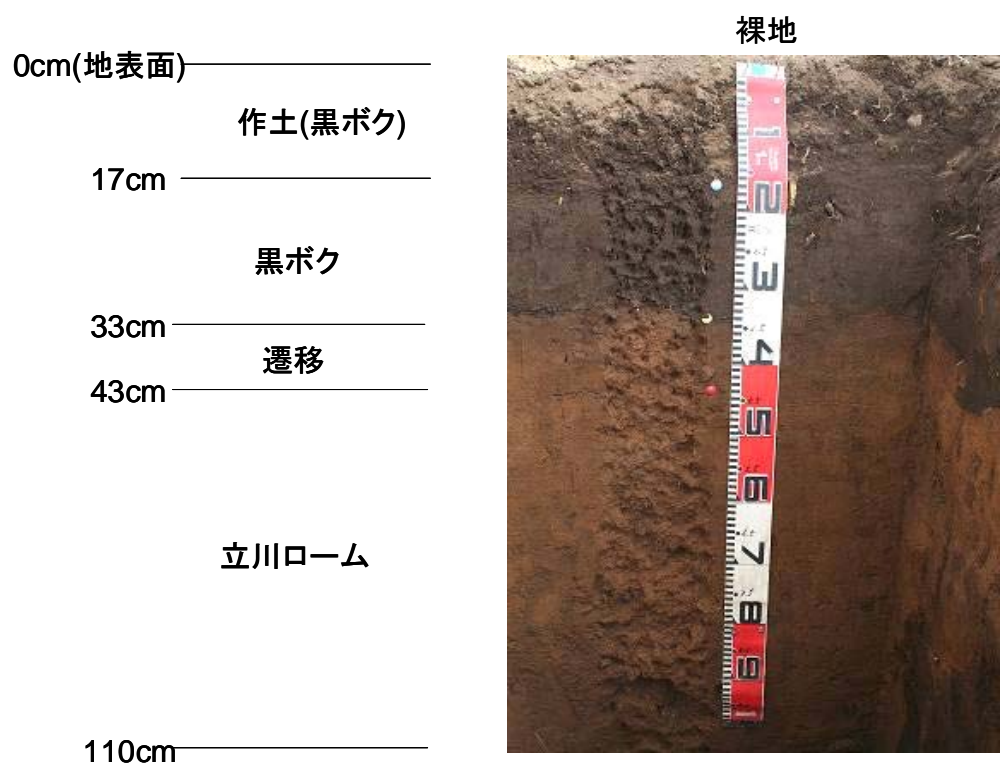 裸地
0cm(地表面)
作土(黒ボク)
17cm
黒ボク
33cm
遷移
43cm
立川ローム
110cm
1
2
3
4
5
6
7
8
9